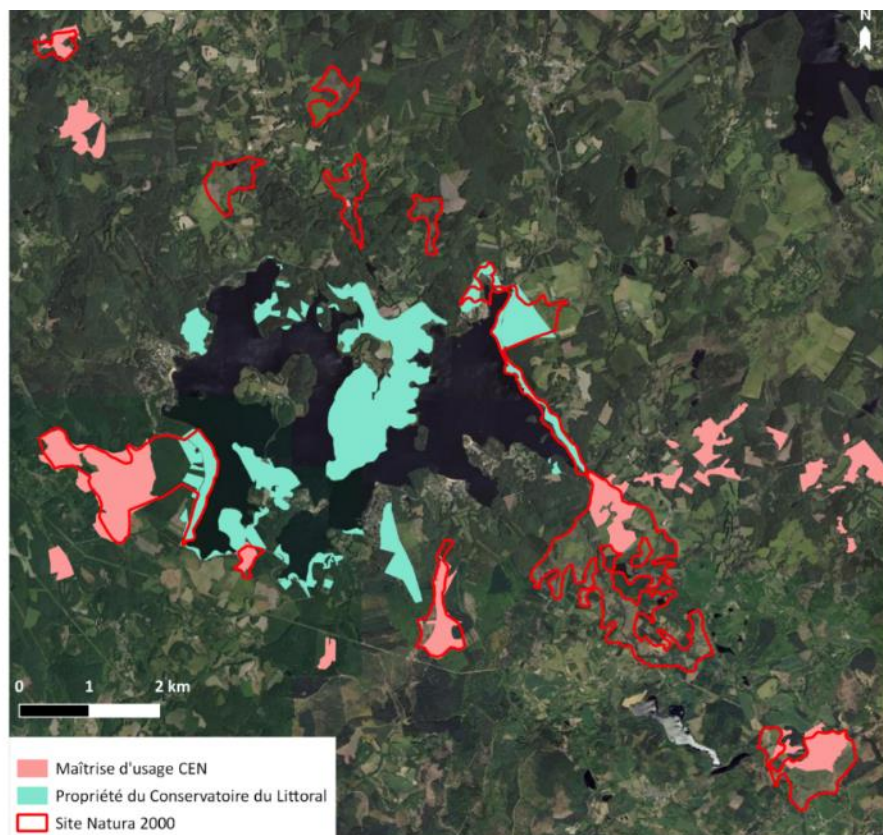 N
0 1 2 km
Maîtrise d'usage CEN
Propriété du Conservatoire du Littoral
Site Natura 2000